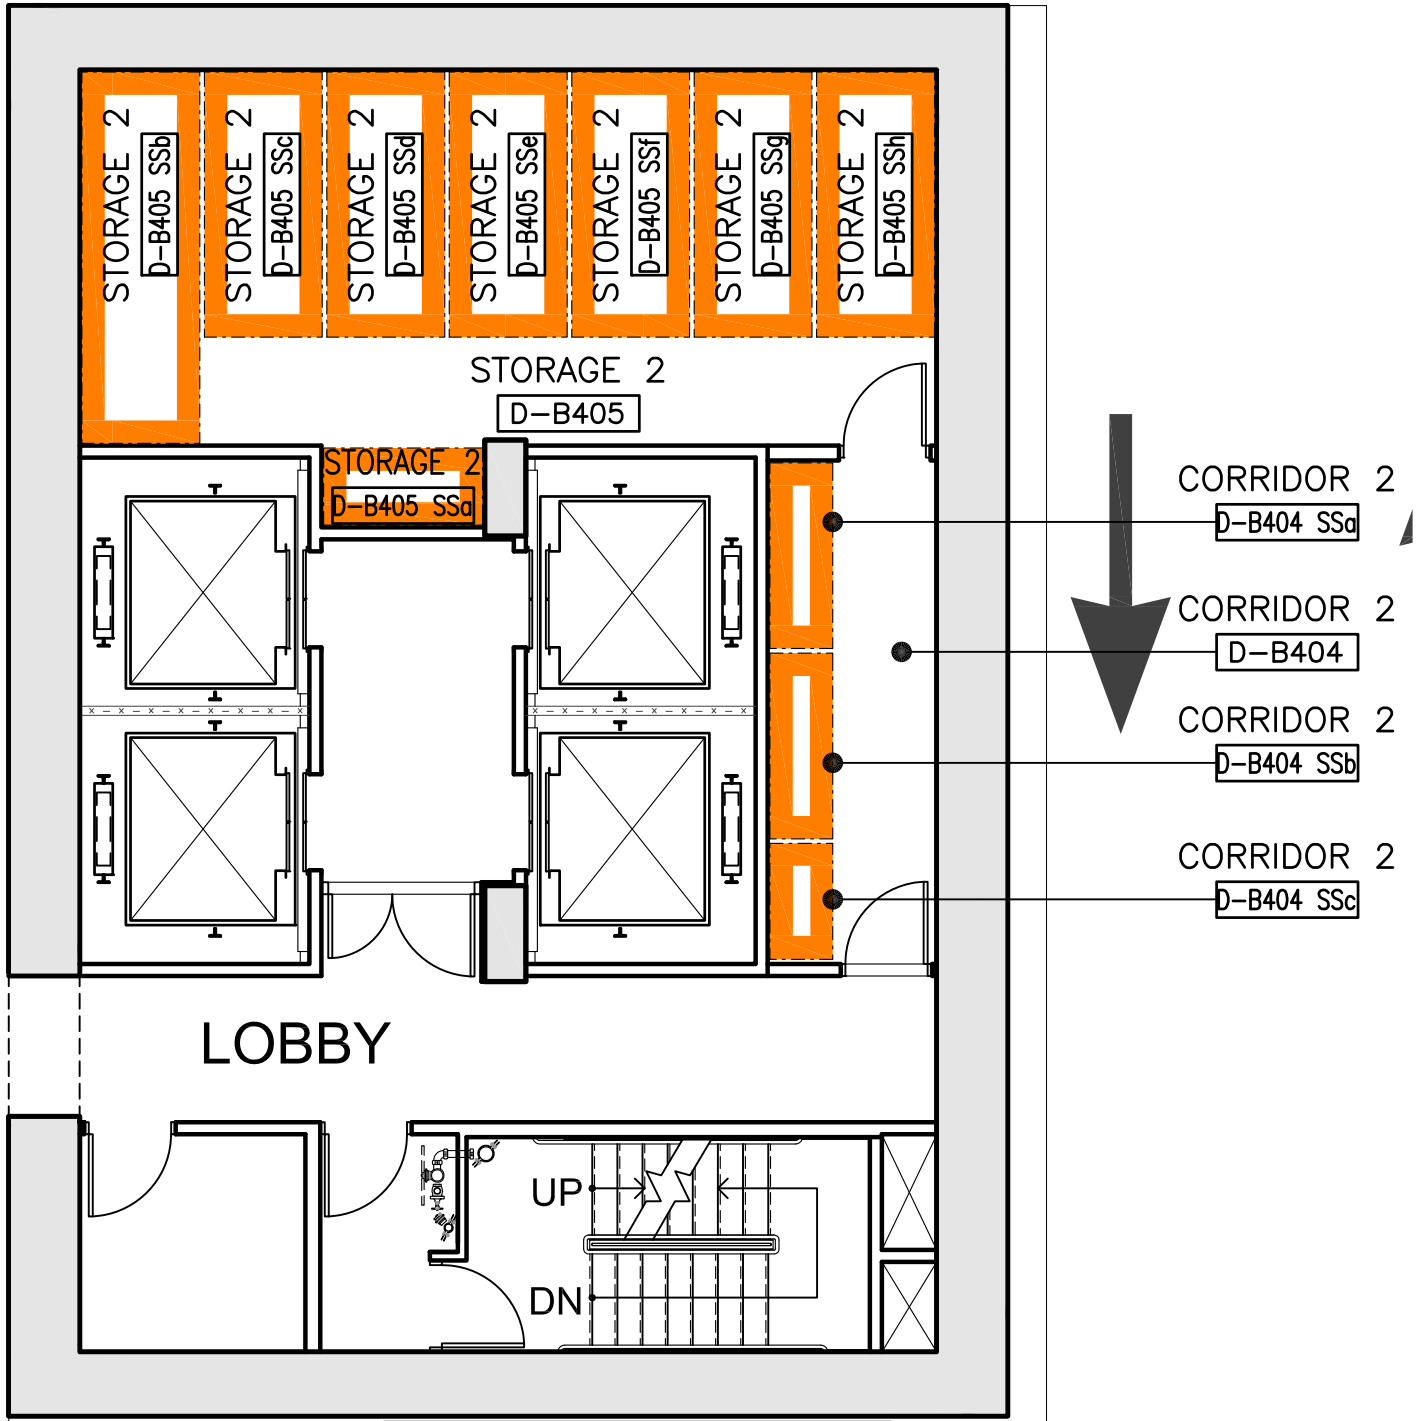 STORAGE 2
D-B405 SSb
STORAGE 2
D-B405 SSc
STORAGE 2
D-B405 SSd
STORAGE 2
D-B405 SSe
STORAGE 2
D-B405 SSf
STORAGE 2
D-B405 SSg
STORAGE 2
D-B405 SSh
STORAGE 2
D-B405
STORAGE 2
D-B405 SSa
CORRIDOR 2
D-B404 SSa
CORRIDOR 2
D-B404
CORRIDOR 2
D-B404 SSb
CORRIDOR 2
D-B404 SSc
LOBBY
UP
DN